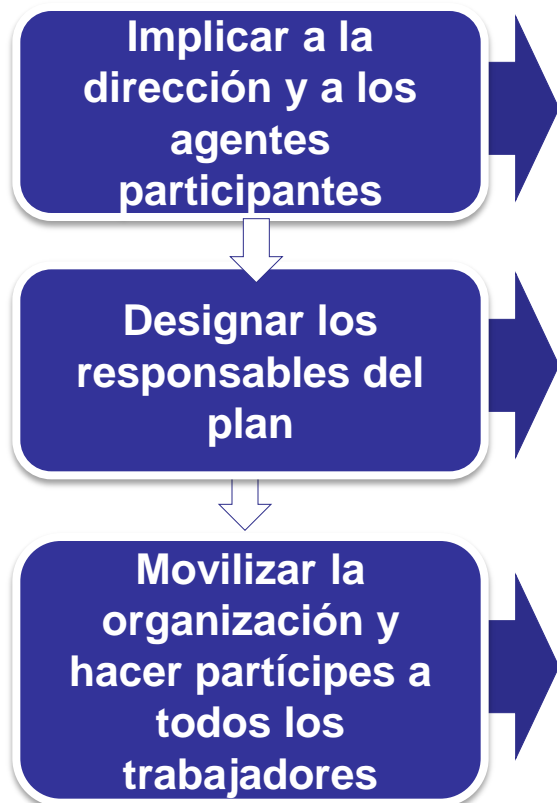 Implicar a la
dirección y a los
agentes
participantes
Designar los
responsables del
plan
Movilizar la
organización y
hacer partícipes a
todos los
trabajadores